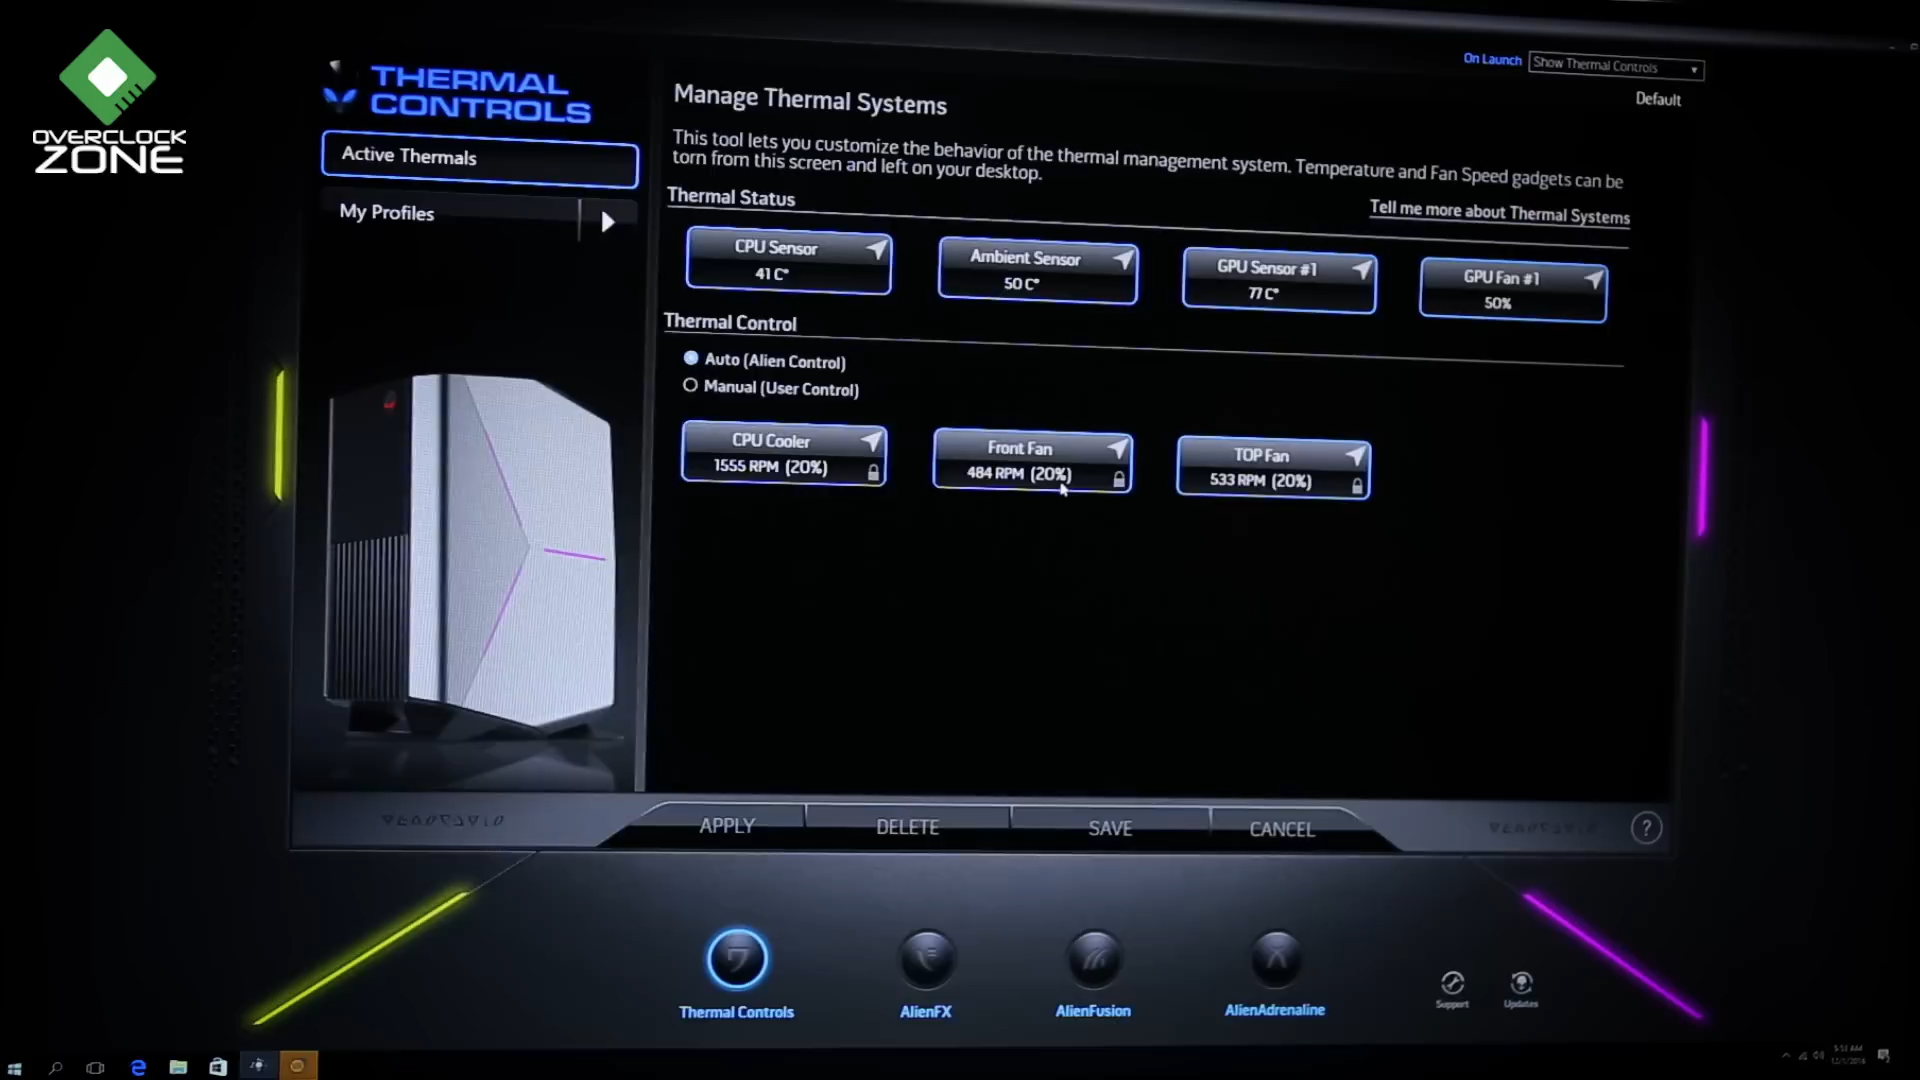 OVERCLOCK
ZONE
THERMAL
CONTROLS
Active Thermals
My Profiles
On Launch
Show Thermal Controls
Default
Manage Thermal Systems
This tool lets you customize the behavior of the thermal management system. Temperature and Fan Speed gadgets can be
torn from this screen and left on your desktop.
Thermal Status
Tell me more about Thermal Systems
CPU Sensor
41 C°
Ambient Sensor
50 C°
GPU Sensor #1
77 C°
GPU Fan #1
50%
Thermal Control
Auto (Alien Control)
Manual (User Control)
CPU Cooler
1555 RPM (20%)
Front Fan
484 RPM (20%)
TOP Fan
533 RPM (20%)
APPLY
DELETE
SAVE
CANCEL
?
Thermal Controls
AlienFX
AlienFusion
AlienAdrenaline
Support
Updates